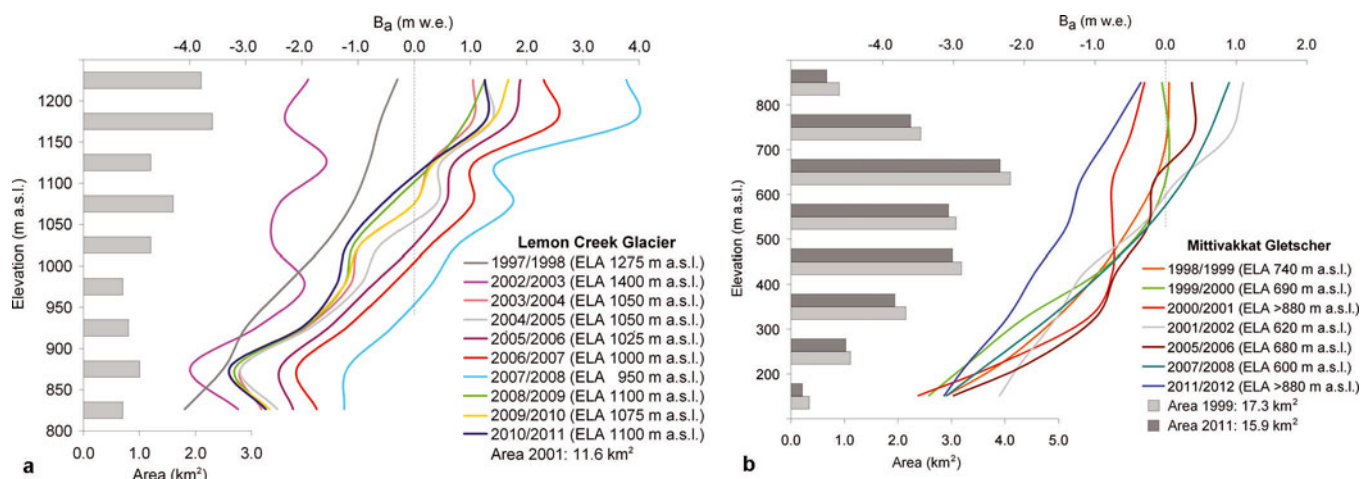 Ba (m w.e.)
-4.0 -3.0 -2.0 -1.0 0.0 1.0 2.0 3.0 4.0
Elevation (m a.s.l.)
1200
1150
1100
1050
1000
950
900
850
800
Lemon Creek Glacier
1997/1998 (ELA 1275 m a.s.l.)
2002/2003 (ELA 1400 m a.s.l.)
2003/2004 (ELA 1050 m a.s.l.)
2004/2005 (ELA 1050 m a.s.l.)
2005/2006 (ELA 1025 m a.s.l.)
2006/2007 (ELA 1000 m a.s.l.)
2007/2008 (ELA 950 m a.s.l.)
2008/2009 (ELA 1100 m a.s.l.)
2009/2010 (ELA 1075 m a.s.l.)
2010/2011 (ELA 1100 m a.s.l.)
Area 2001: 11.6 km²
0.0 1.0 2.0 3.0
a Area (km²)
Ba (m w.e.)
-4.0 -3.0 -2.0 -1.0 0.0 1.0 2.0
Elevation (m a.s.l.)
800
700
600
500
400
300
200
Mittivakkat Gletscher
1998/1999 (ELA 740 m a.s.l.)
1999/2000 (ELA 690 m a.s.l.)
2000/2001 (ELA >880 m a.s.l.)
2001/2002 (ELA 620 m a.s.l.)
2005/2006 (ELA 680 m a.s.l.)
2007/2008 (ELA 600 m a.s.l.)
2011/2012 (ELA >880 m a.s.l.)
Area 1999: 17.3 km²
Area 2011: 15.9 km²
0.0 1.0 2.0 3.0 4.0 5.0
b Area (km²)